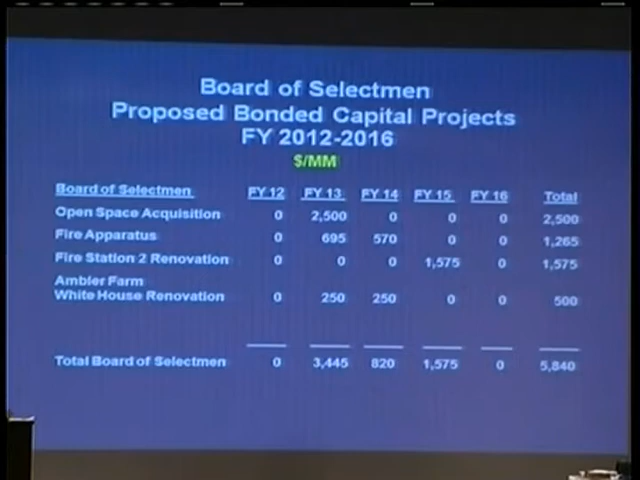 Board of Selectmen
Proposed Bonded Capital Projects
FY 2012-2016
$/MM
Board of Selectmen FY 12 FY 13 FY 14 FY 15 FY 16 Total
Open Space Acquisition 0 2,500 0 0 0 2,500
Fire Apparatus 0 695 570 0 0 1,265
Fire Station 2 Renovation 0 0 0 1,575 0 1,575
Ambler Farm
White House Renovation 0 250 250 0 0 500
Total Board of Selectmen 0 3,445 820 1,575 0 5,840